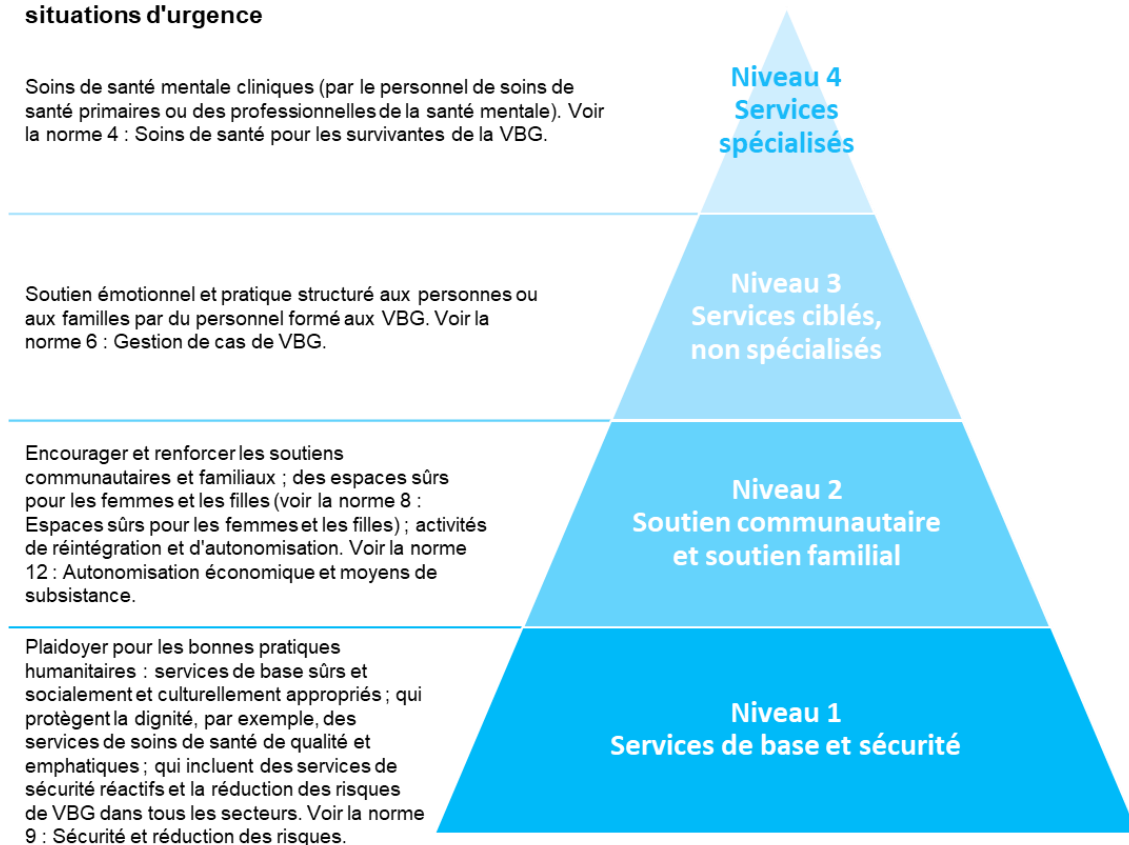 situations d'urgence
Soins de santé mentale cliniques (par le personnel de soins de
santé primaires ou des professionnelles de la santé mentale). Voir
la norme 4 : Soins de santé pour les survivantes de la VBG.
Niveau 4
Services
spécialisés
Soutien émotionnel et pratique structuré aux personnes ou
aux familles par du personnel formé aux VBG. Voir la
norme 6 : Gestion de cas de VBG.
Niveau 3
Services ciblés,
non spécialisés
Encourager et renforcer les soutiens
communautaires et familiaux ; des espaces sûrs
pour les femmes et les filles (voir la norme 8 :
Espaces sûrs pour les femmes et les filles) ; activités
de réintégration et d'autonomisation. Voir la norme
12 : Autonomisation économique et moyens de
subsistance.
Niveau 2
Soutien communautaire
et soutien familial
Plaidoyer pour les bonnes pratiques
humanitaires : services de base sûrs et
socialement et culturellement appropriés ; qui
protègent la dignité, par exemple, des
services de soins de santé de qualité et
emphatiques ; qui incluent des services de
sécurité réactifs et la réduction des risques
de VBG dans tous les secteurs. Voir la norme
9 : Sécurité et réduction des risques.
Niveau 1
Services de base et sécurité